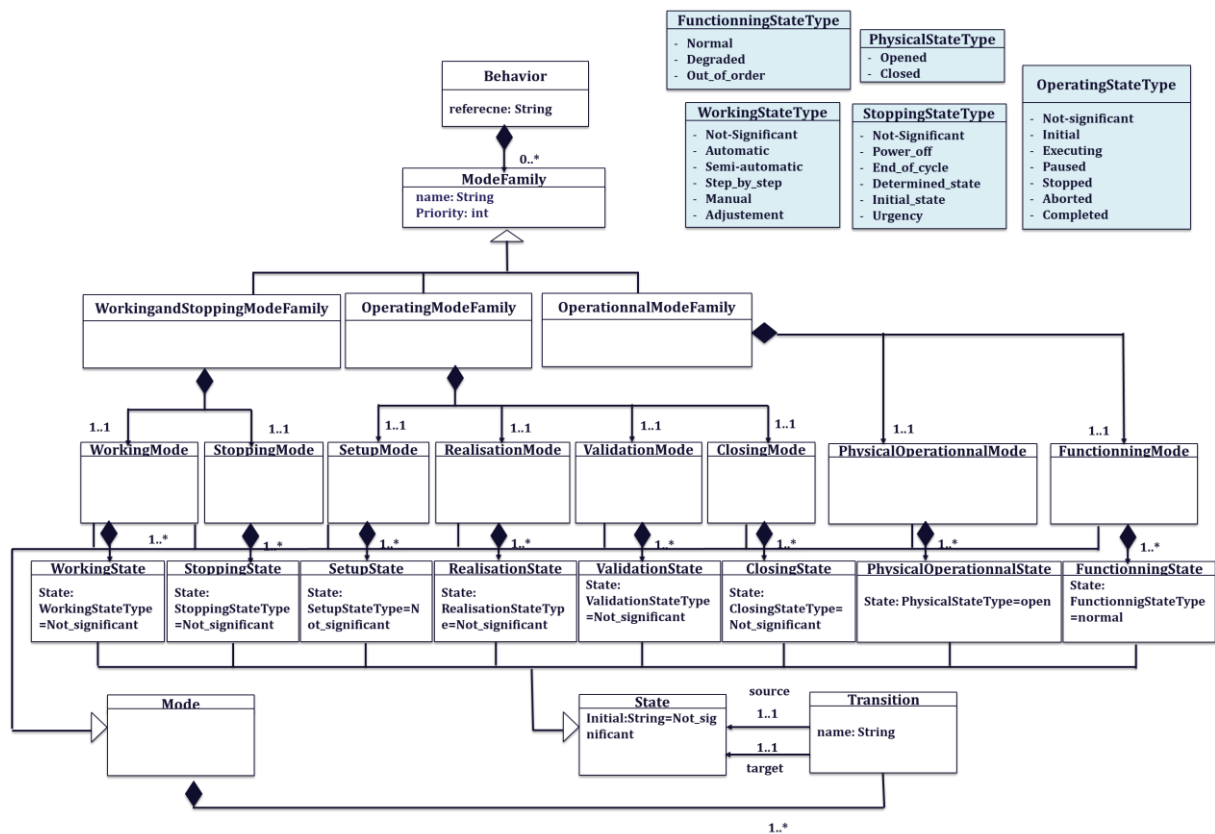 FunctionningStateType
- Normal
- Degraded
- Out_of_order
PhysicalStateType
- Opened
- Closed
OperatingStateType
- Not-significant
- Initial
- Executing
- Paused
- Stopped
- Aborted
- Completed
WorkingStateType
- Not-Significant
- Automatic
- Semi-automatic
- Step_by_step
- Manual
- Adjustement
StoppingStateType
- Not-Significant
- Power_off
- End_of_cycle
- Determined_state
- Initial_state
- Urgency
Behavior
referecne: String
0..*
ModeFamily
name: String
Priority: int
WorkingandStoppingModeFamily
OperatingModeFamily
OperationnalModeFamily
1..1
1..1
1..1
1..1
1..1
1..1
1..1
1..1
WorkingMode
StoppingMode
SetupMode
RealisationMode
ValidationMode
ClosingMode
PhysicalOperationnalMode
FunctionningMode
1..*
1..*
1..*
1..*
1..*
1..*
1..*
1..*
WorkingState
State:
WorkingStateType
=Not_significant
StoppingState
State:
StoppingStateType
=Not_significant
SetupState
State:
SetupStateType=N
ot_significant
RealisationState
State:
RealisationStateTyp
e=Not_significant
ValidationState
State:
ValidationStateType
=Not_significant
ClosingState
State:
ClosingStateType=
Not_significant
PhysicalOperationnalState
State: PhysicalStateType=open
FunctionningState
State:
FunctionnigStateType
=normal
Mode
State
Initial:String=Not_sig
nificant
source
1..1
1..1
target
Transition
name: String
1..*